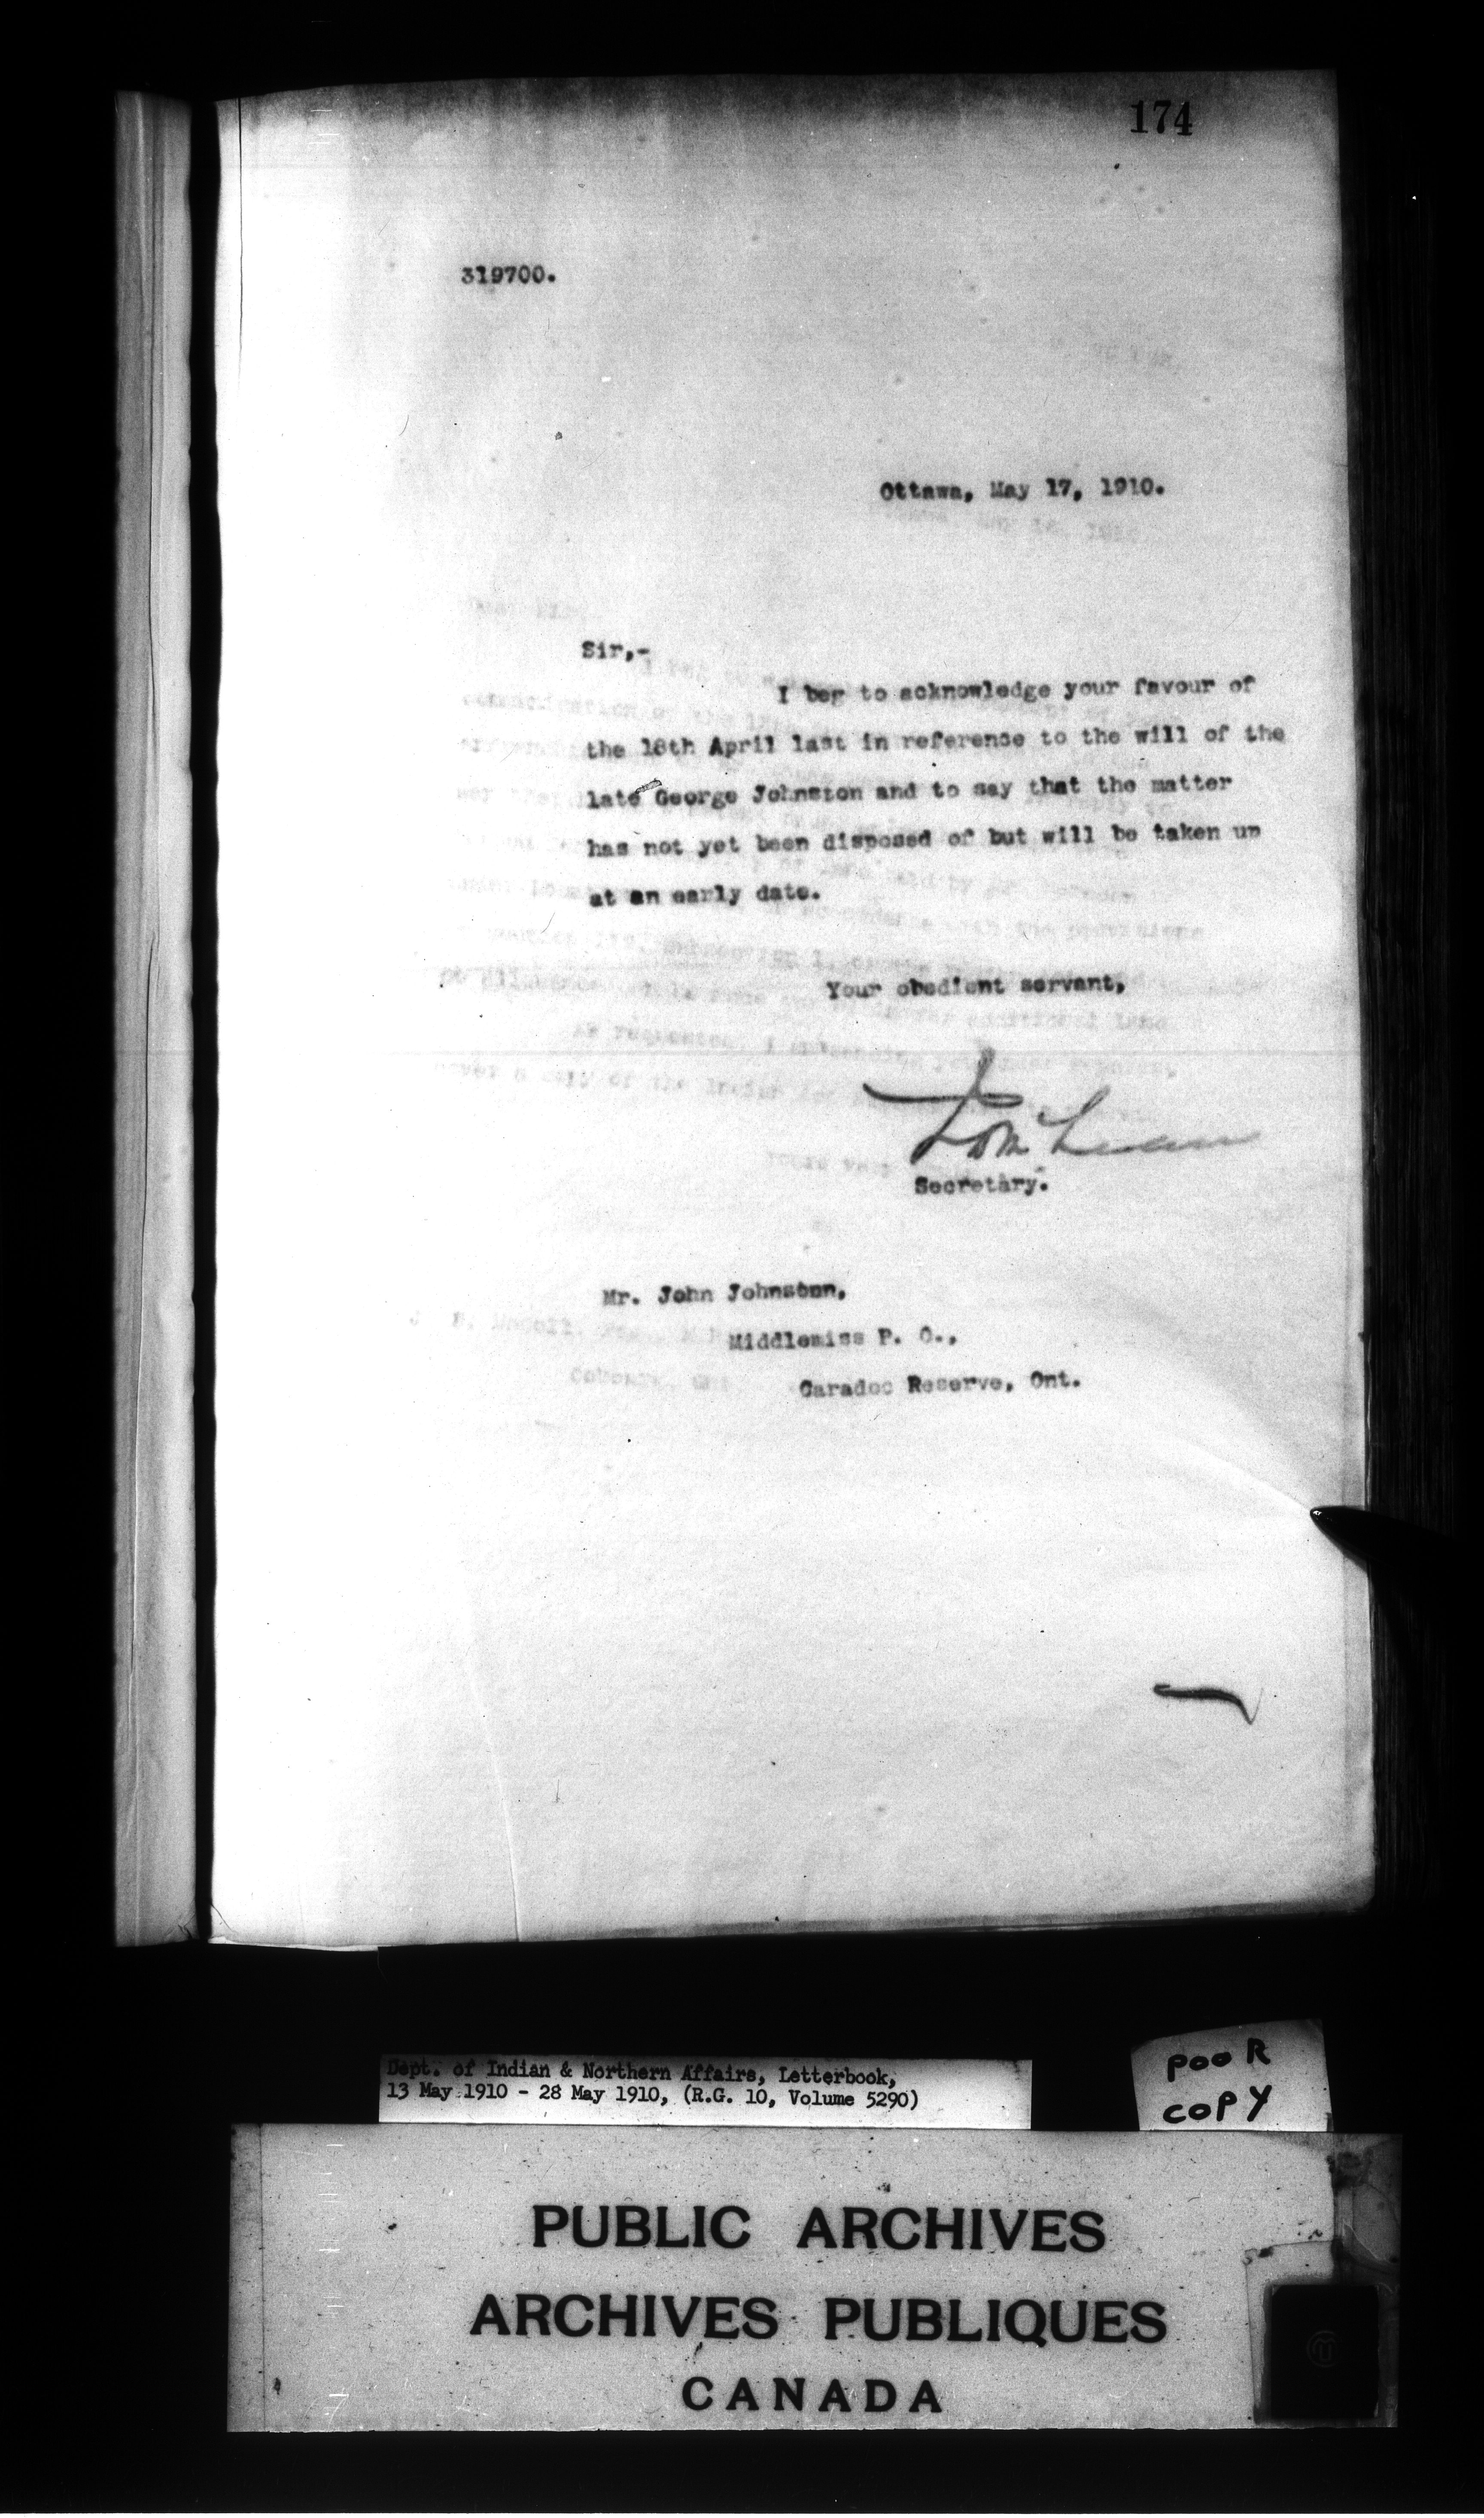 174
319700.
Ottawa, May 17, 1910.
Sir,-
I beg to acknowledge your favour of
the 18th April last in reference to the will of the
late George Johnston and to say that the matter
has not yet been disposed of but will be taken up
at an early date.
Your obedient servant,
Secretary.
Mr. John Johnston,
Middlemiss P. O.,
Caradoc Reserve, Ont.
Dept. of Indian & Northern Affairs, Letterbook,
13 May 1910 - 28 May 1910, (R.G. 10, Volume 5290)
pooR
copy
PUBLIC ARCHIVES
ARCHIVES PUBLIQUES
CANADA